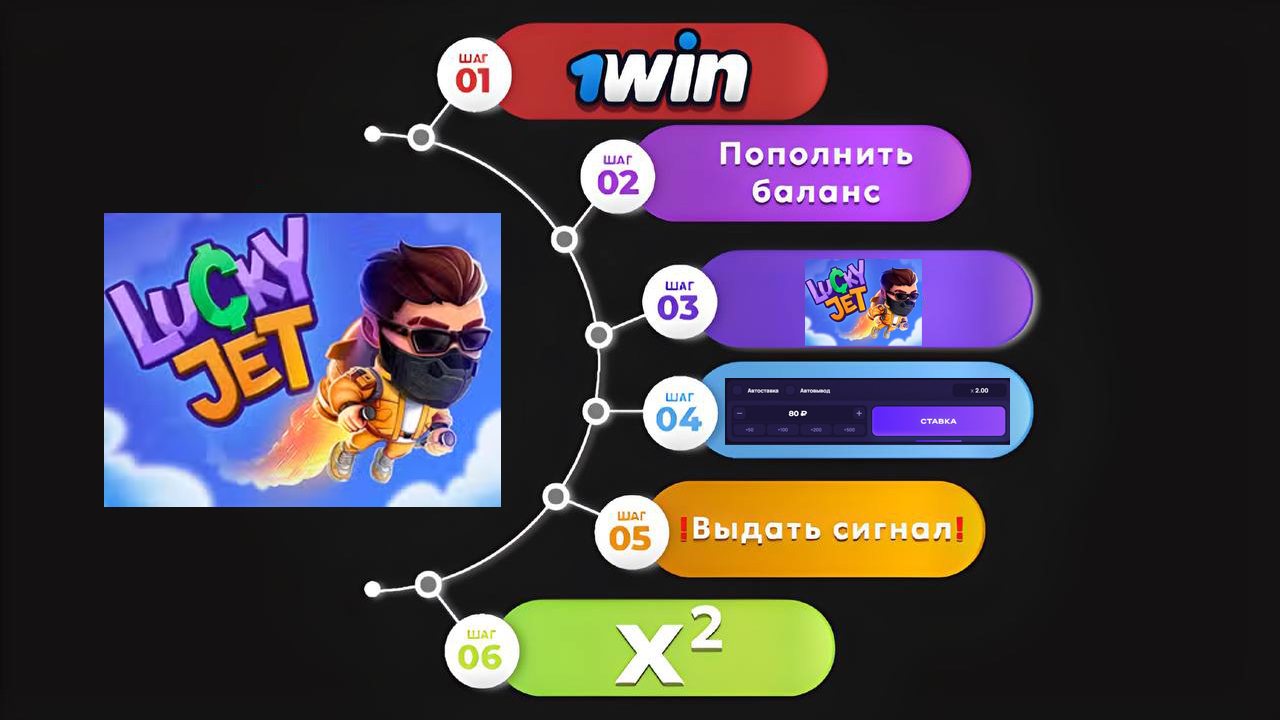 ШАГ
01
1win
ШАГ
02
Пополнить
баланс
LUCKY
JET
ШАГ
03
LUCKY
JET
ШАГ
04
Автоставка Автовывод x 2.00
− 80 ₽ +
+50 +100 +200 +500
СТАВКА
ШАГ
05
!Выдать сигнал!
ШАГ
06
x²